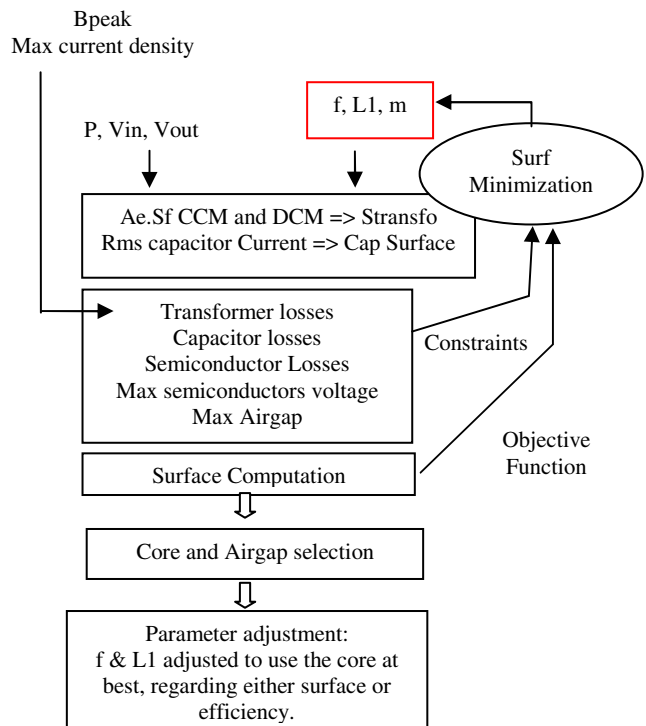 Bpeak
Max current density
f, L1, m
P, Vin, Vout
Surf
Minimization
Ae.Sf CCM and DCM => Stransfo
Rms capacitor Current => Cap Surface
Transformer losses
Capacitor losses
Semiconductor Losses
Max semiconductors voltage
Max Airgap
Constraints
Objective
Function
Surface Computation
Core and Airgap selection
Parameter adjustment:
f & L1 adjusted to use the core at
best, regarding either surface or
efficiency.